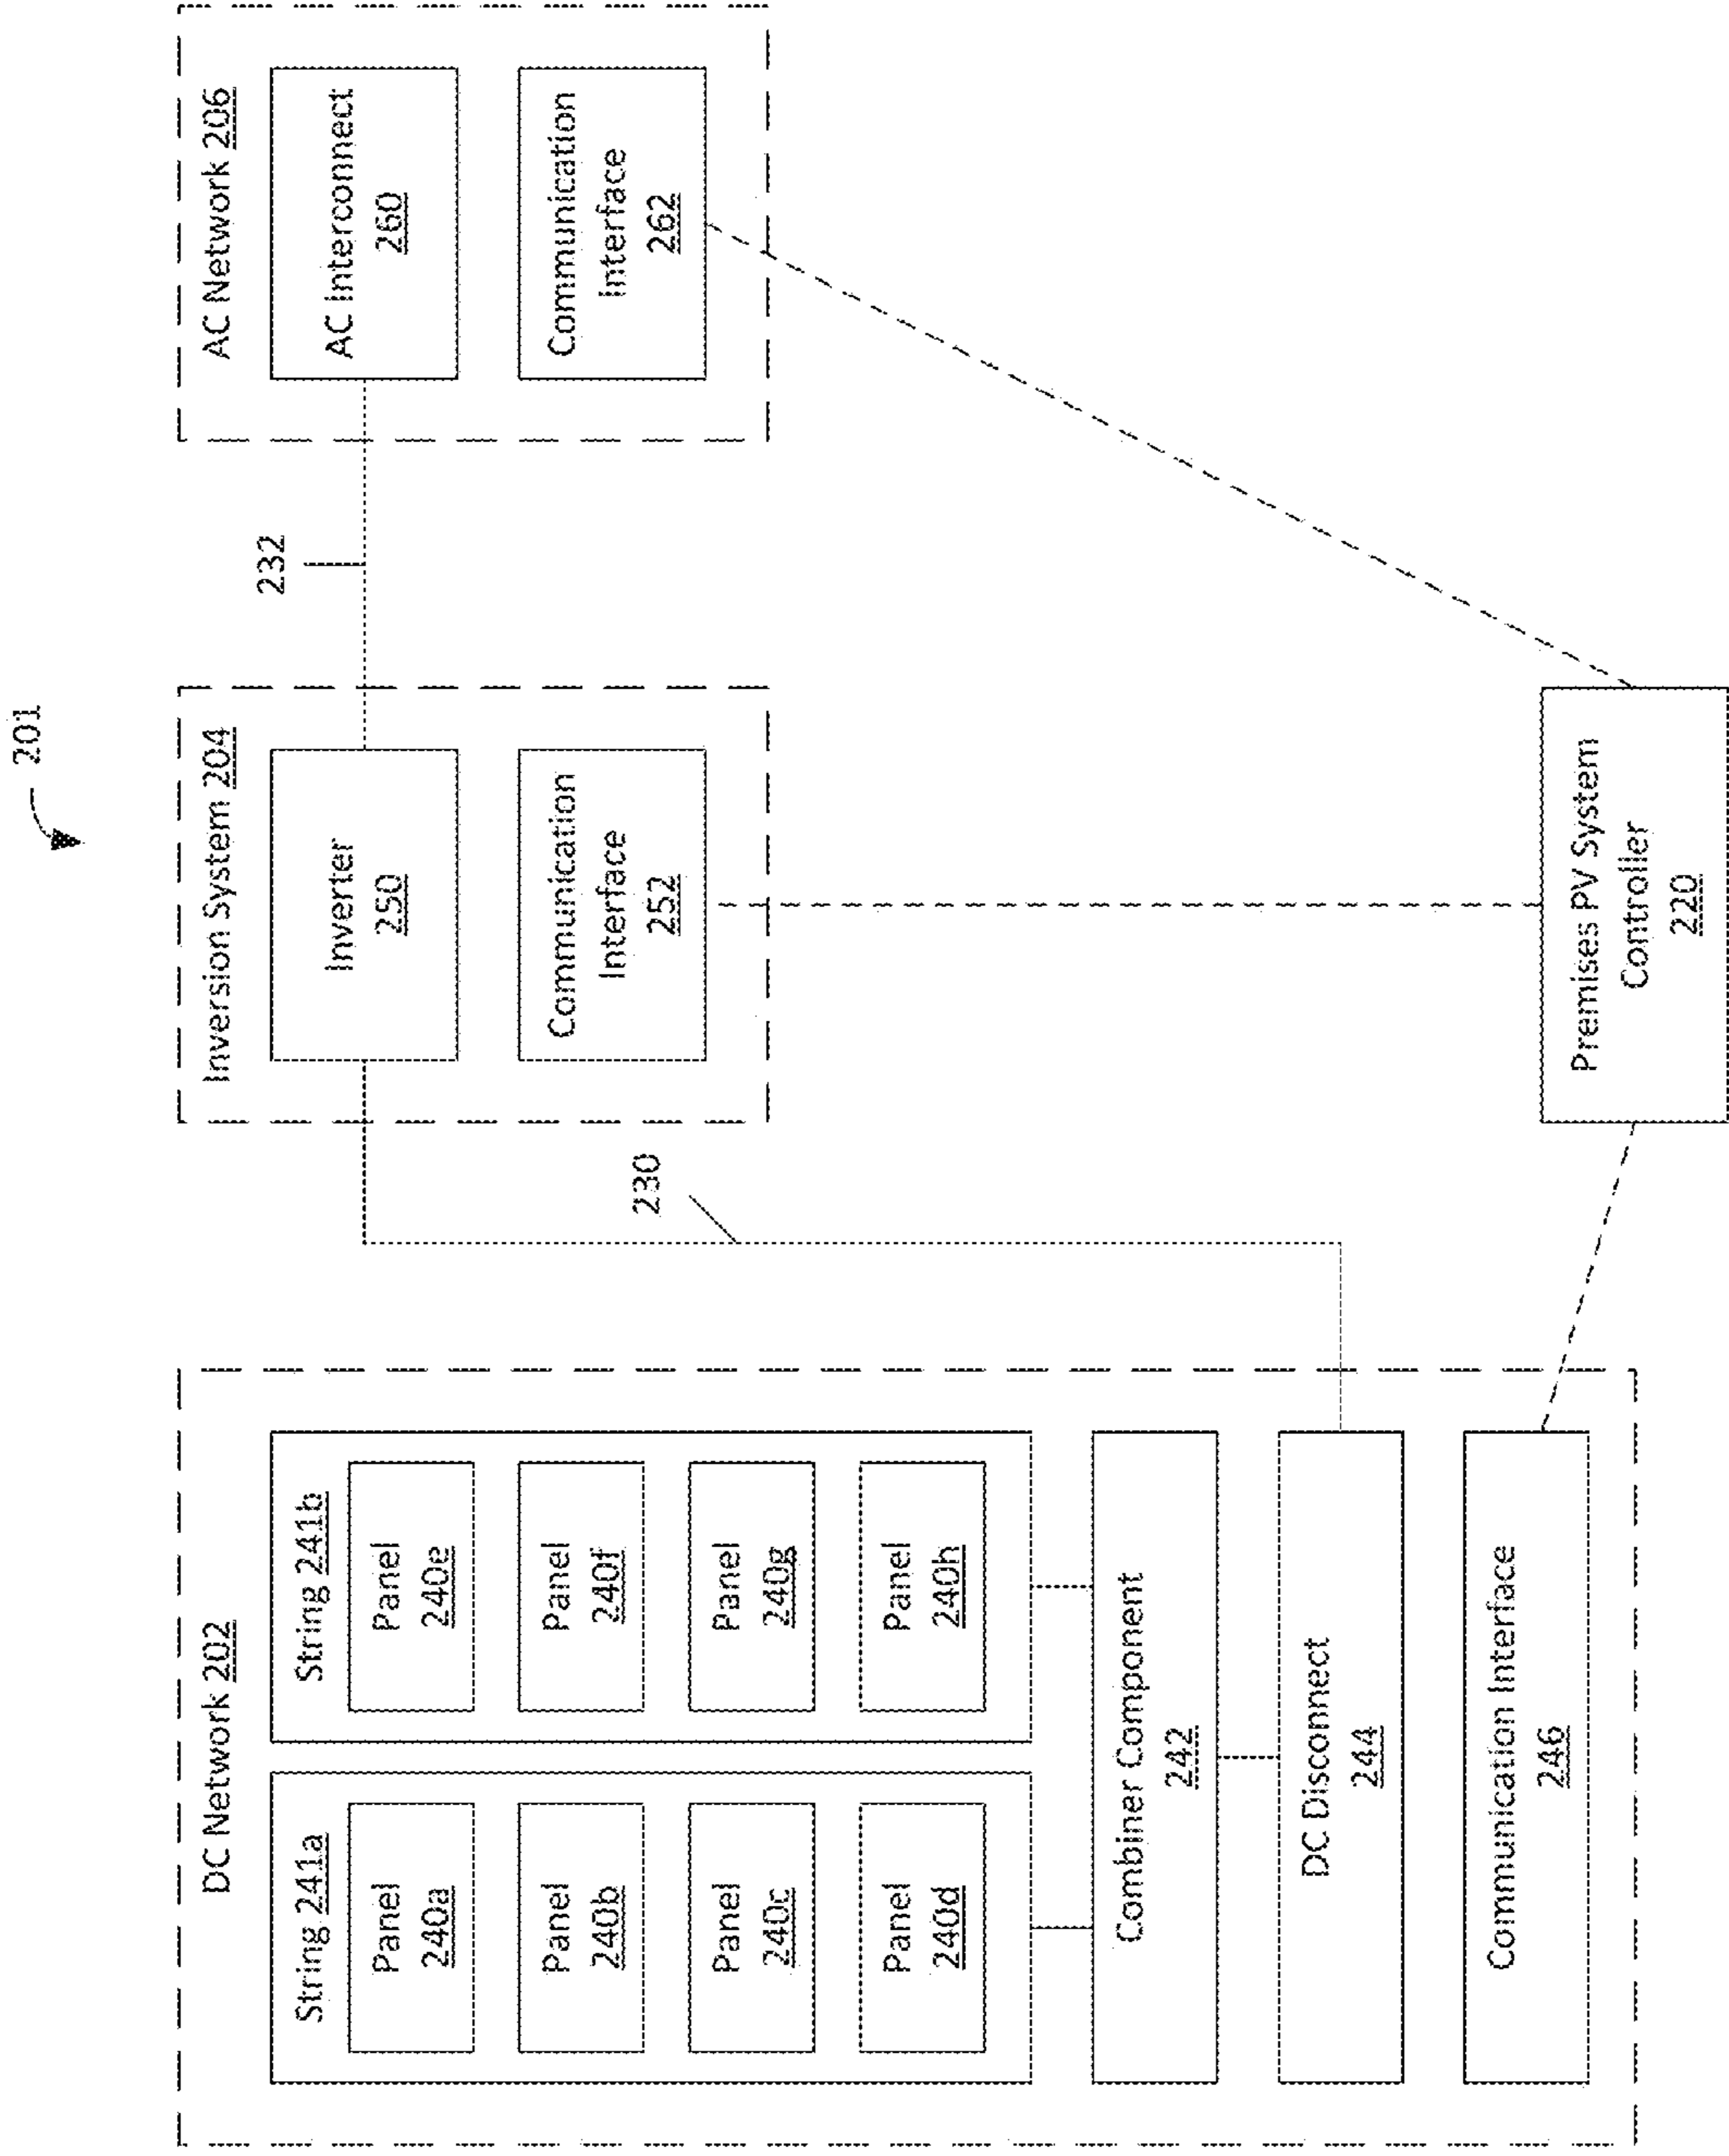 201
DC Network 202
String 241a
Panel
240a
Panel
240b
Panel
240c
Panel
240d
String 241b
Panel
240e
Panel
240f
Panel
240g
Panel
240h
Combiner Component
242
DC Disconnect
244
Communication Interface
246
230
Inversion System 204
Inverter
250
Communication
Interface
252
232
AC Network 206
AC Interconnect
260
Communication
Interface
262
Premises PV System
Controller
220